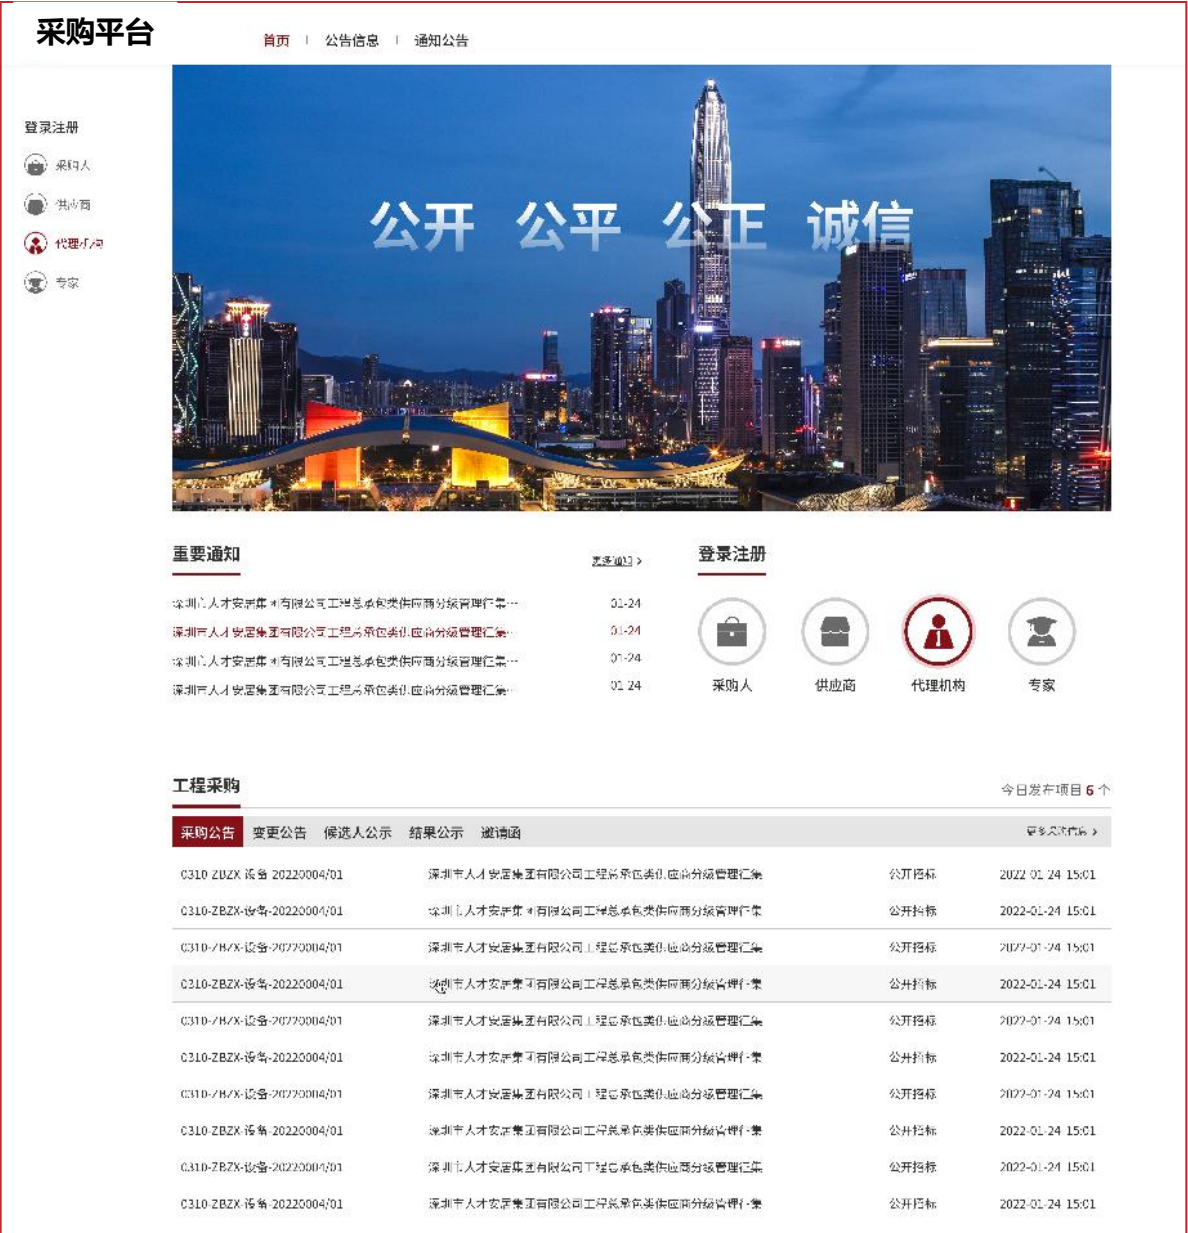 采购平台
首页 公告信息 通知公告
登录注册
采购人
供应商
代理机构
专家
公开 公平 公正 诚信
重要通知
更多通知 >
深圳市人才安居集团有限公司工程总承包类供应商分级管理征集… 01-24
深圳市人才安居集团有限公司工程总承包类供应商分级管理征集… 01-24
深圳市人才安居集团有限公司工程总承包类供应商分级管理征集… 01-24
深圳市人才安居集团有限公司工程总承包类供应商分级管理征集… 01-24
登录注册
采购人 供应商 代理机构 专家
工程采购
今日发布项目 6 个
采购公告 变更公告 候选人公示 结果公示 邀请函 更多采购信息 >
0310-ZBZX-设备-20220004/01 深圳市人才安居集团有限公司工程总承包类供应商分级管理征集 公开招标 2022-01-24 15:01
0310-ZBZX-设备-20220004/01 深圳市人才安居集团有限公司工程总承包类供应商分级管理征集 公开招标 2022-01-24 15:01
0310-ZBZX-设备-20220004/01 深圳市人才安居集团有限公司工程总承包类供应商分级管理征集 公开招标 2022-01-24 15:01
0310-ZBZX-设备-20220004/01 深圳市人才安居集团有限公司工程总承包类供应商分级管理征集 公开招标 2022-01-24 15:01
0310-ZBZX-设备-20220004/01 深圳市人才安居集团有限公司工程总承包类供应商分级管理征集 公开招标 2022-01-24 15:01
0310-ZBZX-设备-20220004/01 深圳市人才安居集团有限公司工程总承包类供应商分级管理征集 公开招标 2022-01-24 15:01
0310-ZBZX-设备-20220004/01 深圳市人才安居集团有限公司工程总承包类供应商分级管理征集 公开招标 2022-01-24 15:01
0310-ZBZX-设备-20220004/01 深圳市人才安居集团有限公司工程总承包类供应商分级管理征集 公开招标 2022-01-24 15:01
0310-ZBZX-设备-20220004/01 深圳市人才安居集团有限公司工程总承包类供应商分级管理征集 公开招标 2022-01-24 15:01
0310-ZBZX-设备-20220004/01 深圳市人才安居集团有限公司工程总承包类供应商分级管理征集 公开招标 2022-01-24 15:01